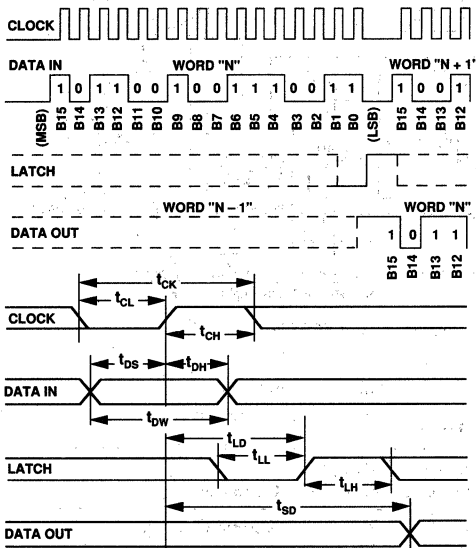 CLOCK
DATA IN WORD "N" WORD "N + 1"
1 0 1 1 0 0 1 0 0 1 1 1 0 0 1 1 1 0 0 1
(MSB) B15 B14 B13 B12 B11 B10 B9 B8 B7 B6 B5 B4 B3 B2 B1 B0 (LSB) B15 B14 B13 B12
LATCH
WORD "N – 1" WORD "N"
DATA OUT 1 0 1 1
B15 B14 B13 B12
tCK
tCL
CLOCK
tCH
tDS tDH
DATA IN
tDW
tLD
tLL
LATCH
tLH
tSD
DATA OUT